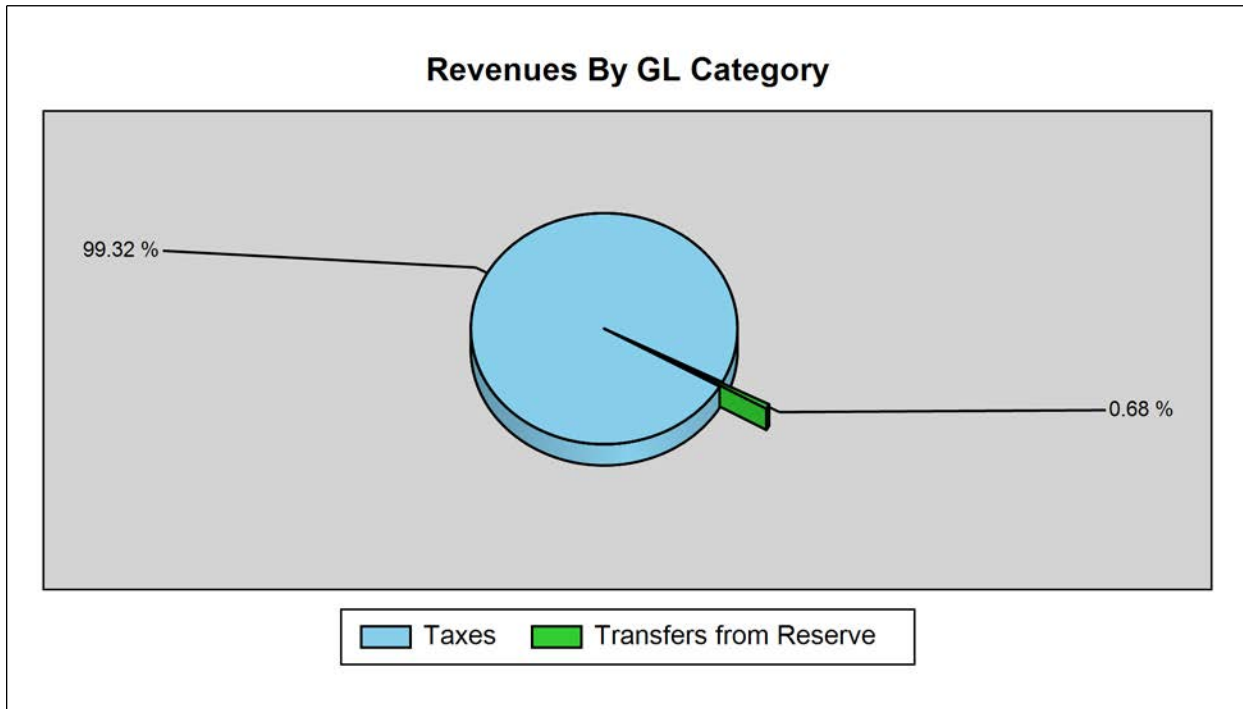 Revenues By GL Category
99.32 %
0.68 %
Taxes
Transfers from Reserve